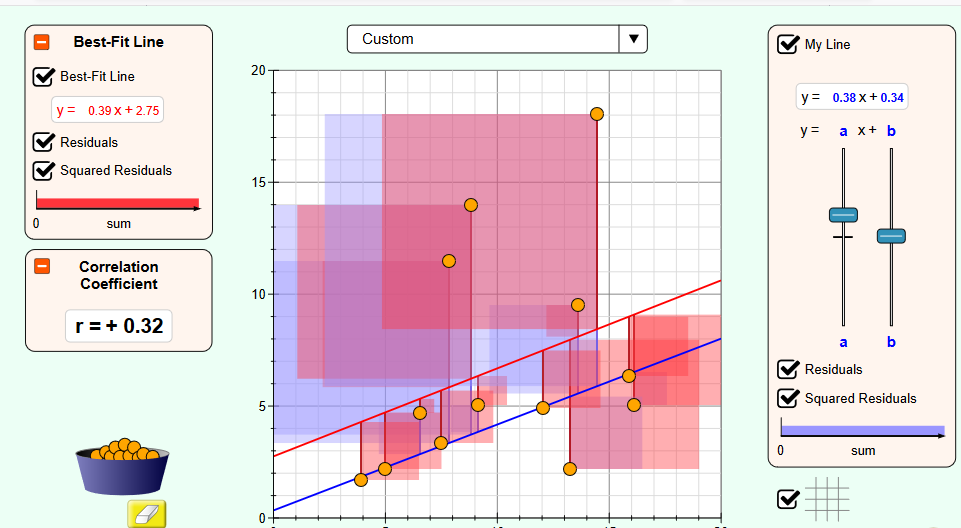 Best-Fit Line
Best-Fit Line
y = 0.39 x + 2.75
Residuals
Squared Residuals
0
sum
Correlation
Coefficient
r = + 0.32
Custom
20
15
10
5
0
My Line
y = 0.38 x + 0.34
y = a x + b
a b
Residuals
Squared Residuals
0
sum